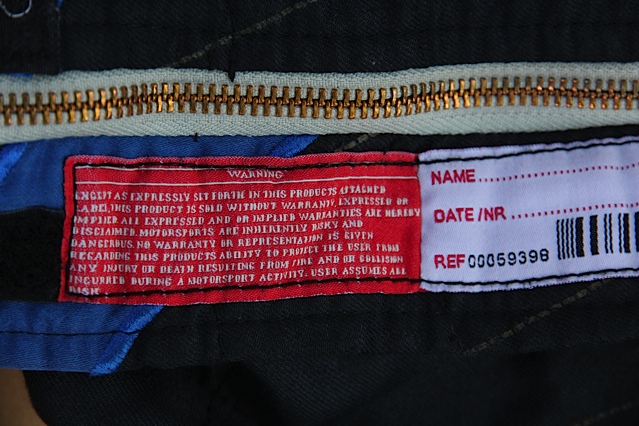 WARNING
EXCEPT AS EXPRESSLY SET FORTH IN THIS PRODUCTS ATTACHED
LABEL, THIS PRODUCT IS SOLD WITHOUT WARRANTY. EXPRESSED OR
IMPLIED ALL EXPRESSED AND OR IMPLIED WARRANTIES ARE HEREBY
DISCLAIMED. MOTORSPORTS ARE INHERENTLY RISKY AND
DANGEROUS. NO WARRANTY OR REPRESENTATION IS GIVEN
REGARDING THIS PRODUCTS ABILITY TO PROTECT THE USER FROM
ANY INJURY OR DEATH RESULTING FROM FIRE AND OR COLLISION
INCURRED DURING A MOTORSPORT ACTIVITY. USER ASSUMES ALL
RISK
NAME
DATE/NR
REF 00059398